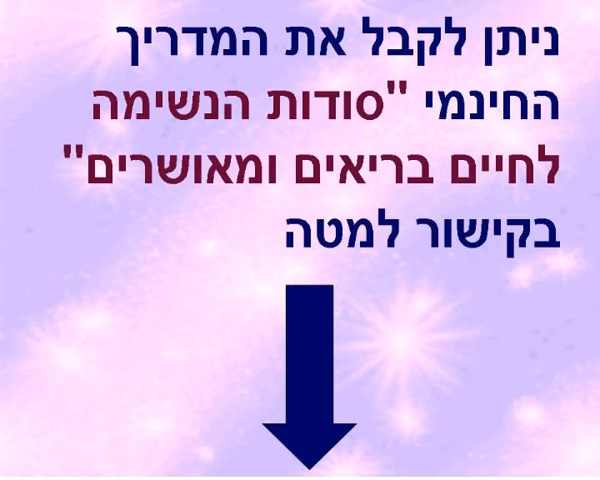 ניתן לקבל את המדריך
החינמי "סודות הנשימה
לחיים בריאים ומאושרים"
בקישור למטה